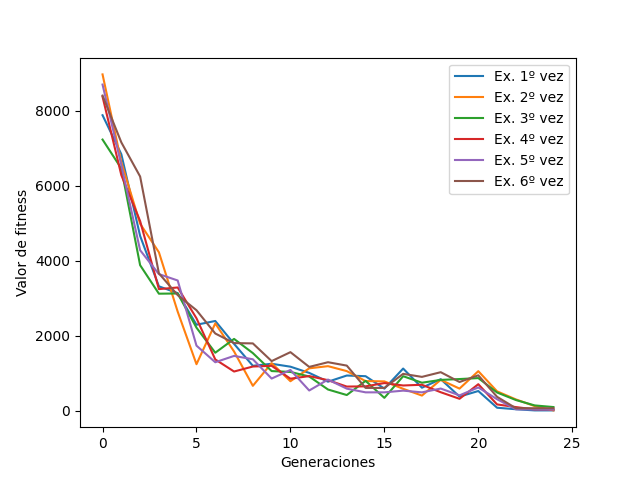 Ex. 1º vez
Ex. 2º vez
Ex. 3º vez
Ex. 4º vez
Ex. 5º vez
Ex. 6º vez
8000
6000
4000
2000
0
Valor de fitness
0 5 10 15 20 25
Generaciones